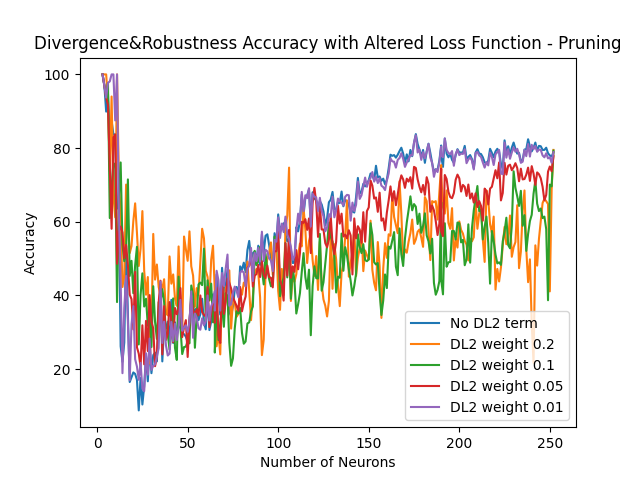 Divergence&Robustness Accuracy with Altered Loss Function - Pruning
100
80
60
40
20
Accuracy
0
50
100
150
200
250
Number of Neurons
No DL2 term
DL2 weight 0.2
DL2 weight 0.1
DL2 weight 0.05
DL2 weight 0.01